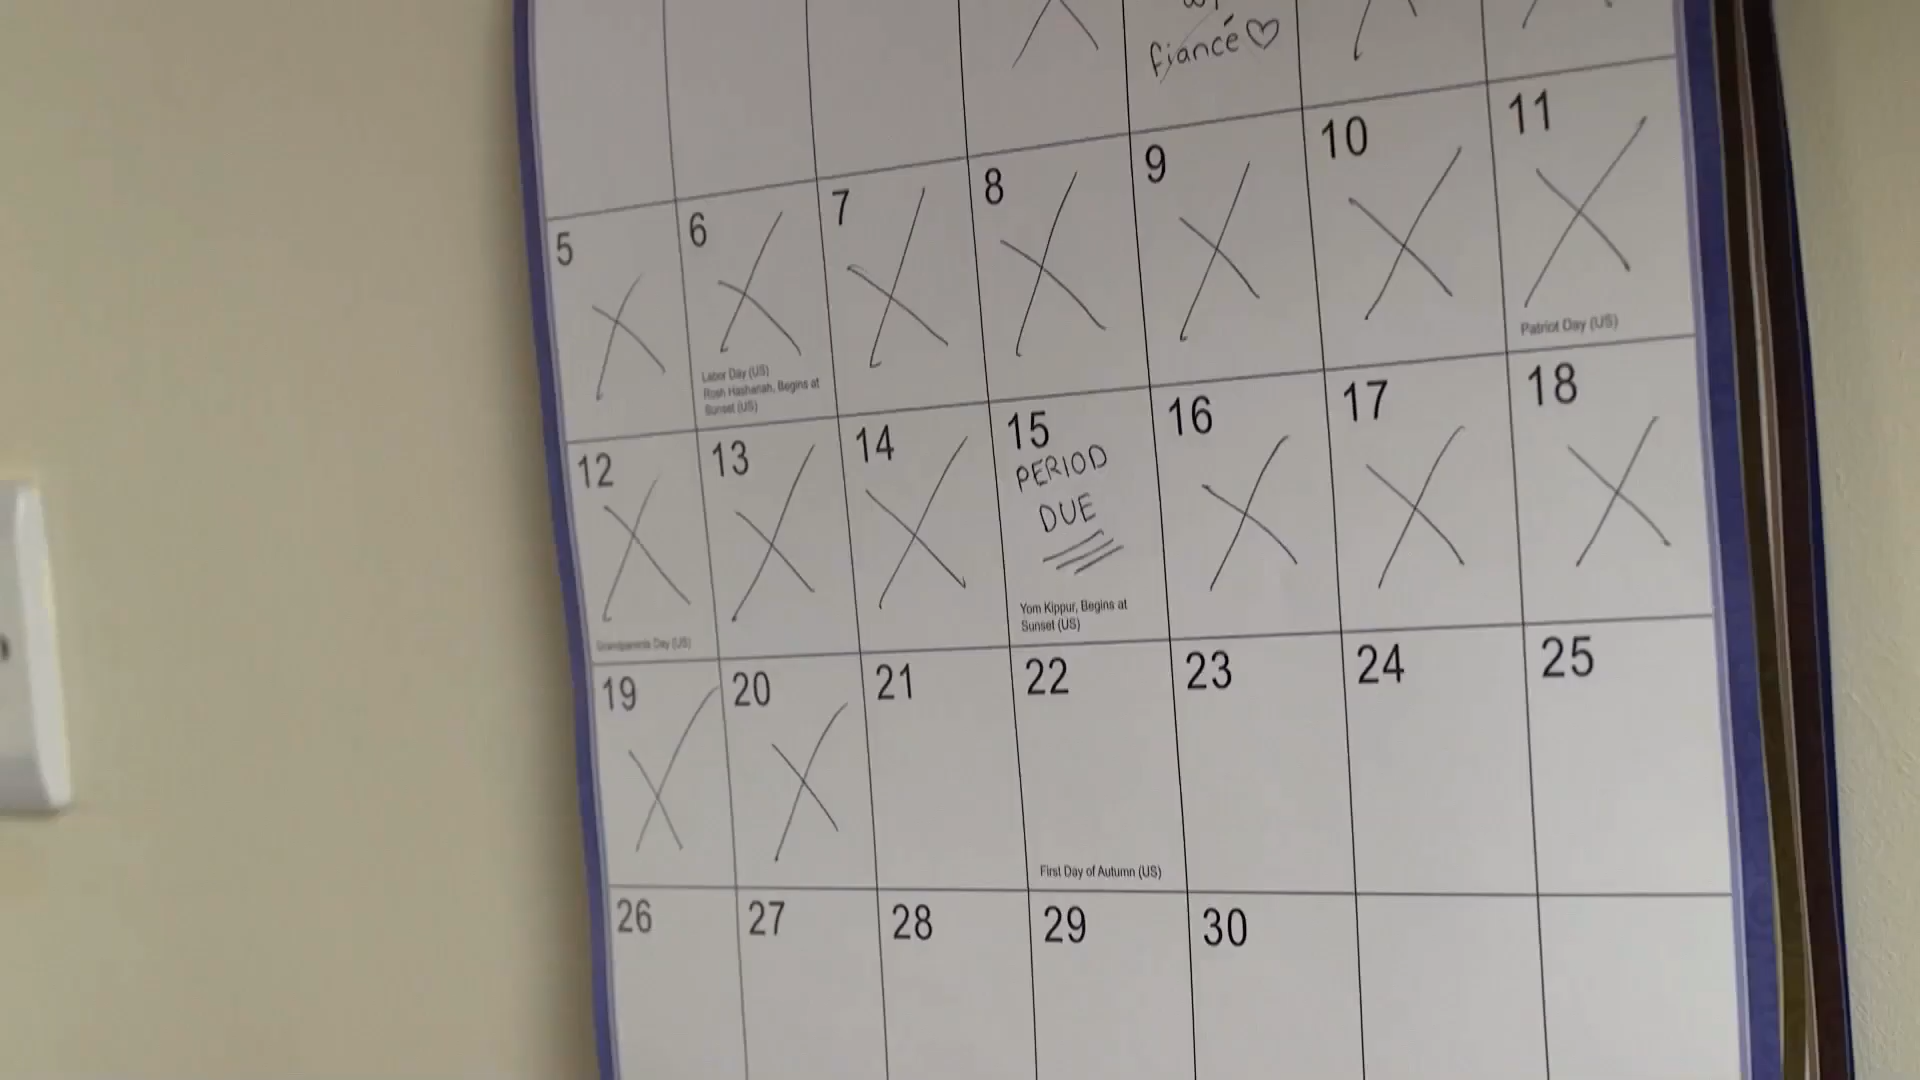 fiancé♡
5
6
7
8
9
10
11
Labor Day (US)
Rosh Hashanah, Begins at
Sunset (US)
Patriot Day (US)
12
13
14
15
16
17
18
PERIOD
DUE
Grandparents Day (US)
Yom Kippur, Begins at
Sunset (US)
19
20
21
22
23
24
25
First Day of Autumn (US)
26
27
28
29
30